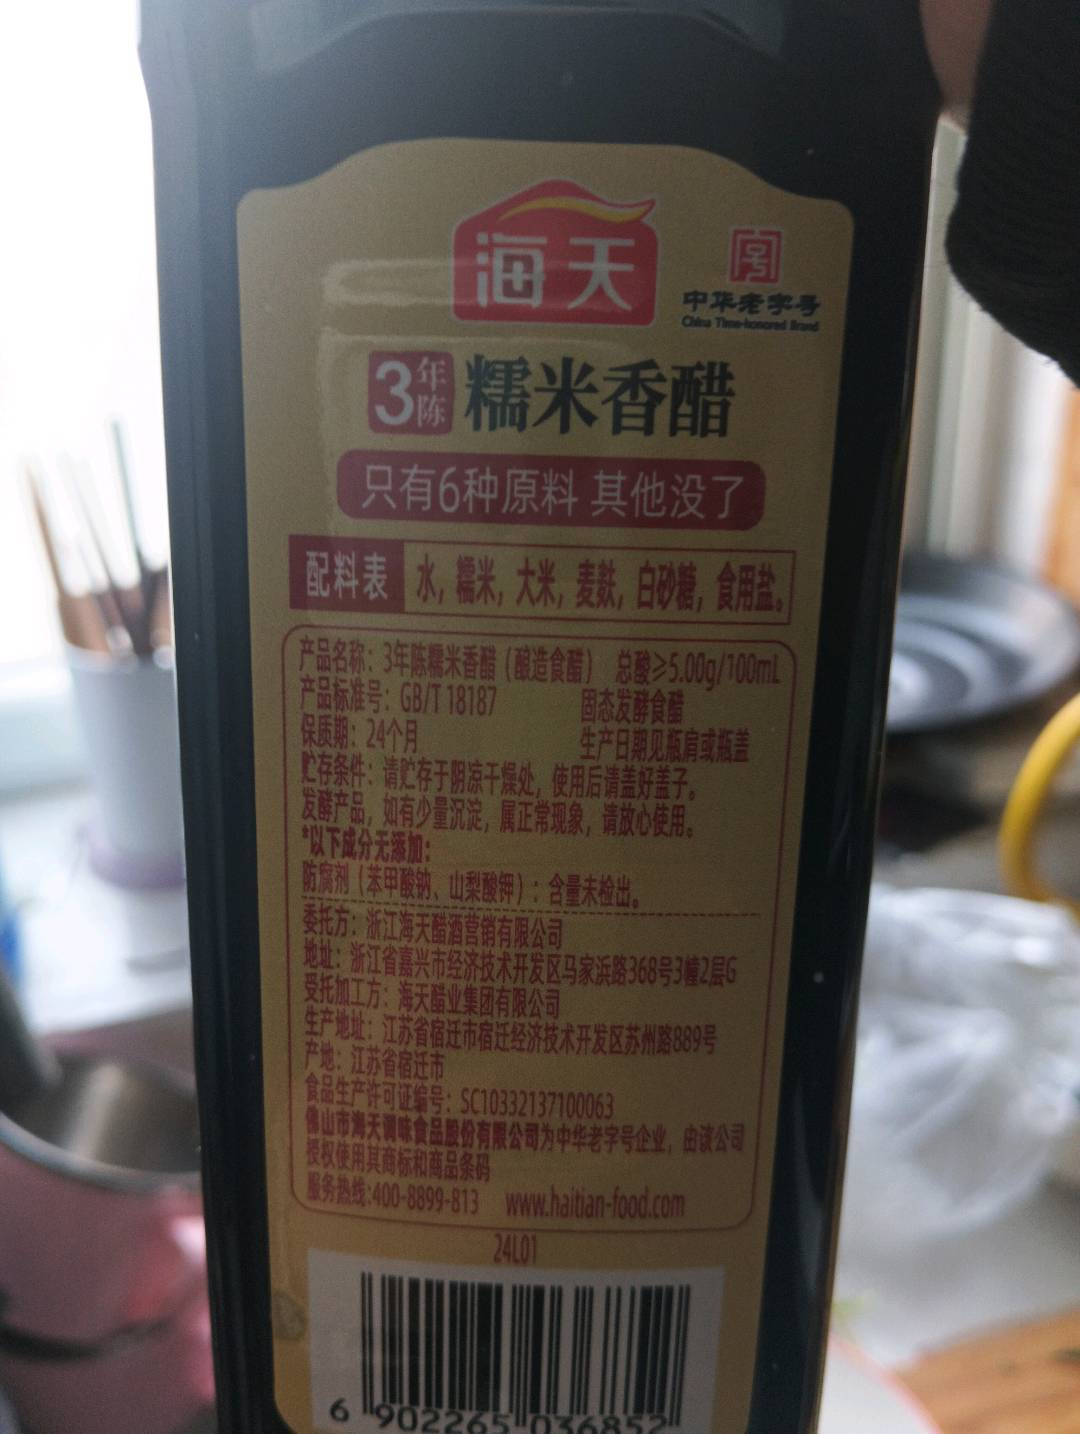 海天
字号
中华老字号
China Time-honored Brand
3年陈 糯米香醋
只有6种原料 其他没了
配料表 水, 糯米, 大米, 麦麸, 白砂糖, 食用盐。
产品名称: 3年陈糯米香醋 (酿造食醋) 总酸≥5.00g/100mL
产品标准号: GB/T 18187 固态发酵食醋
保质期: 24个月 生产日期见瓶肩或瓶盖
贮存条件: 请贮存于阴凉干燥处, 使用后请盖好盖子。
发酵产品, 如有少量沉淀, 属正常现象, 请放心使用。
*以下成分无添加:
防腐剂 (苯甲酸钠、山梨酸钾) : 含量未检出。
委托方: 浙江海天醋酒营销有限公司
地址: 浙江省嘉兴市经济技术开发区马家浜路368号3幢2层G
受托加工方: 海天醋业集团有限公司
生产地址: 江苏省宿迁市宿迁经济技术开发区苏州路889号
产地: 江苏省宿迁市
食品生产许可证编号: SC10332137100063
佛山市海天调味食品股份有限公司为中华老字号企业, 由该公司
授权使用其商标和商品条码
服务热线:400-8899-813 www.haitian-food.com
24L01
6 902265 036852